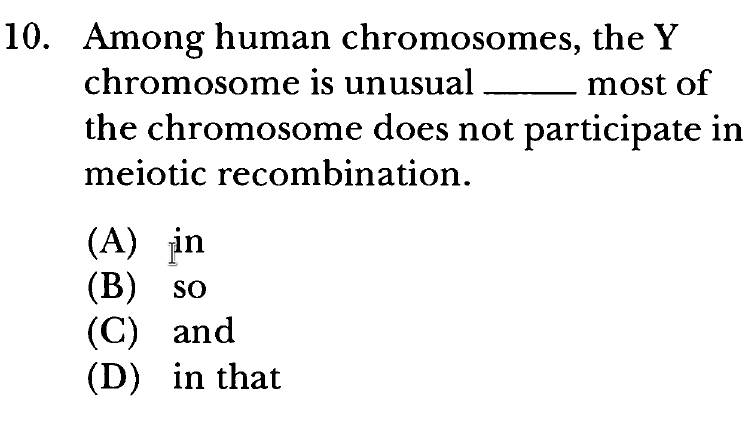 10. Among human chromosomes, the Y
chromosome is unusual _____ most of
the chromosome does not participate in
meiotic recombination.
(A) in
(B) so
(C) and
(D) in that